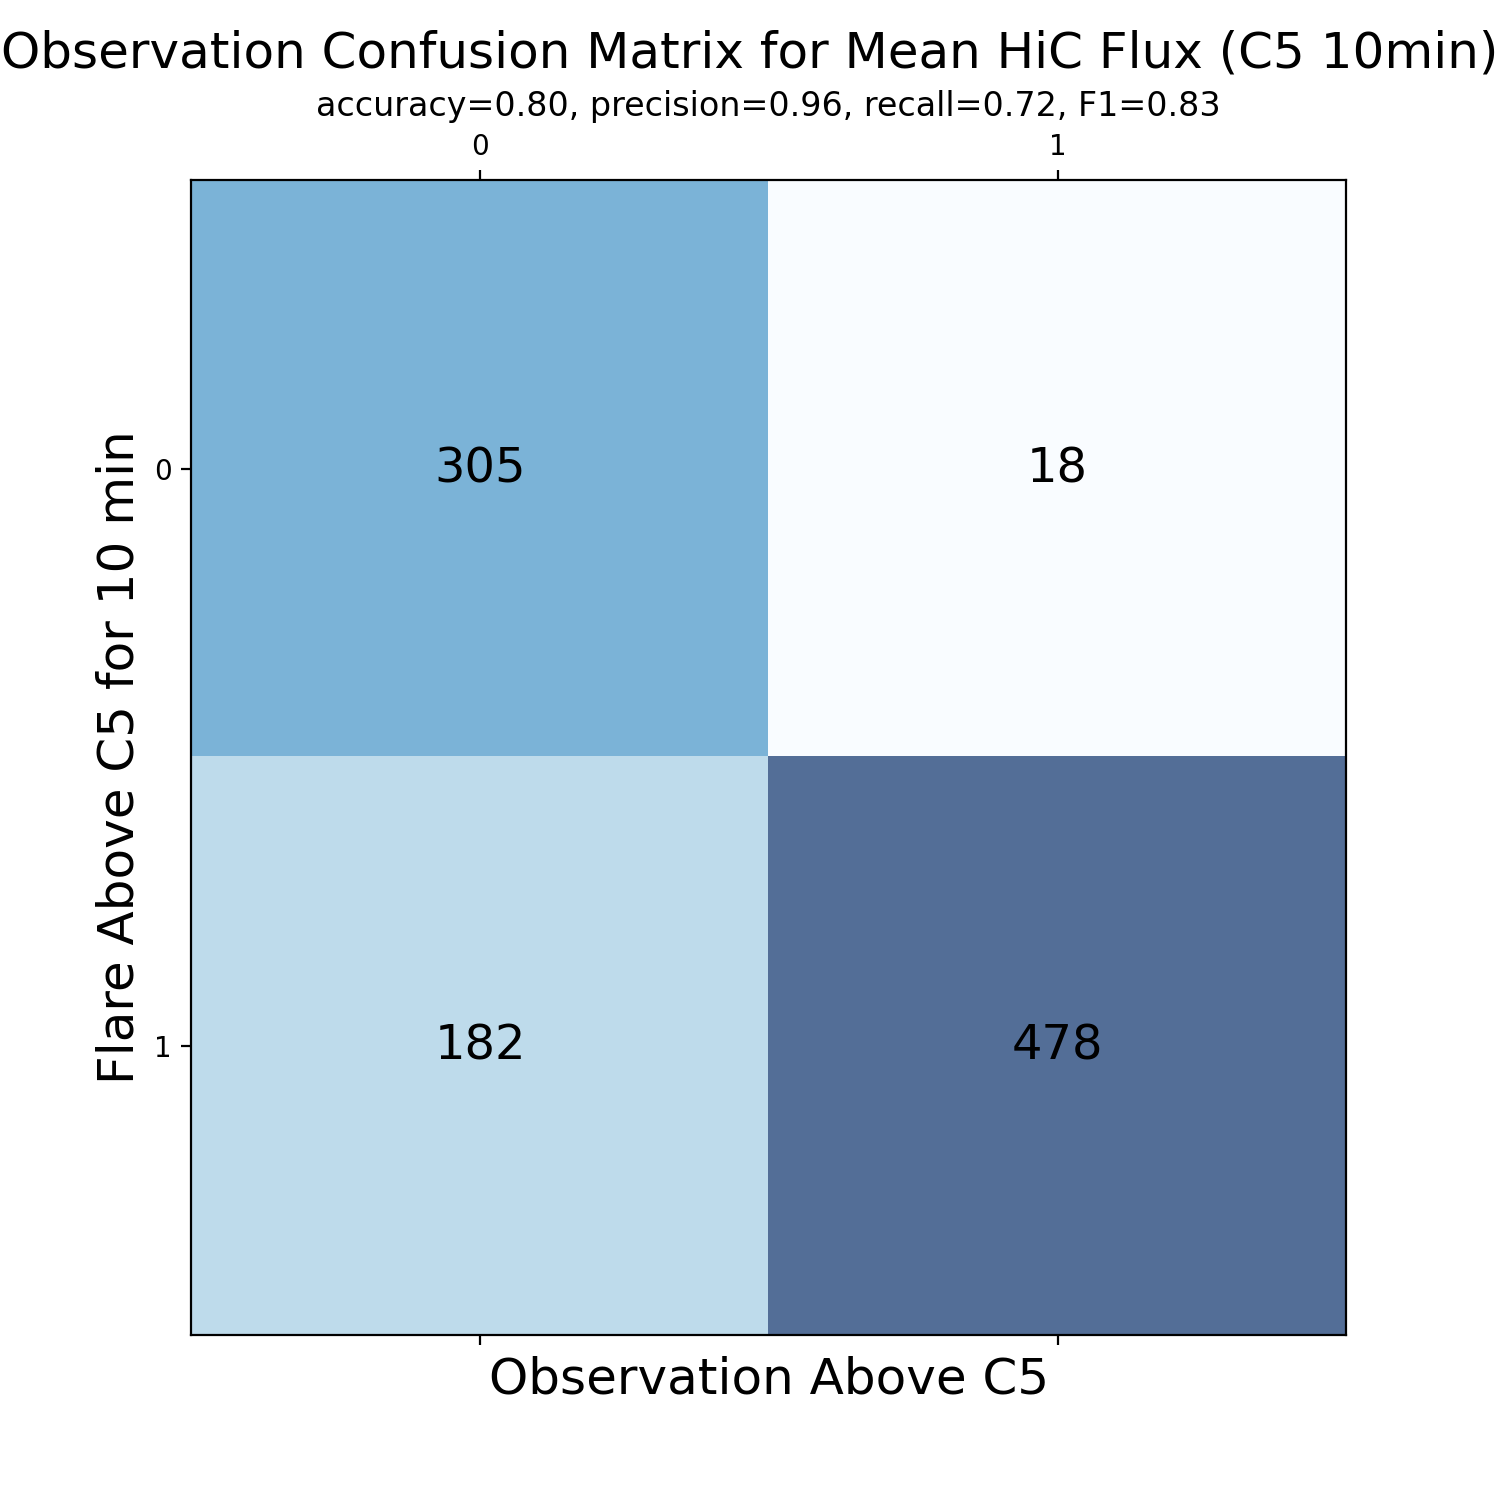 Observation Confusion Matrix for Mean HiC Flux (C5 10min)
accuracy=0.80, precision=0.96, recall=0.72, F1=0.83
0 1
Flare Above C5 for 10 min
0
305 18
1
182 478
Observation Above C5